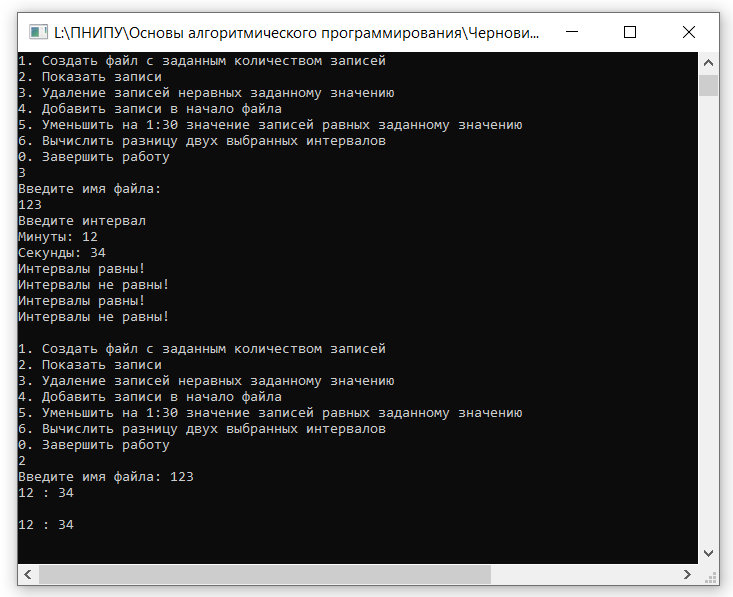 L:\ПНИПУ\Основы алгоритмического программирования\Чернови...
1. Создать файл с заданным количеством записей
2. Показать записи
3. Удаление записей неравных заданному значению
4. Добавить записи в начало файла
5. Уменьшить на 1:30 значение записей равных заданному значению
6. Вычислить разницу двух выбранных интервалов
0. Завершить работу
3
Введите имя файла:
123
Введите интервал
Минуты: 12
Секунды: 34
Интервалы равны!
Интервалы не равны!
Интервалы равны!
Интервалы не равны!
1. Создать файл с заданным количеством записей
2. Показать записи
3. Удаление записей неравных заданному значению
4. Добавить записи в начало файла
5. Уменьшить на 1:30 значение записей равных заданному значению
6. Вычислить разницу двух выбранных интервалов
0. Завершить работу
2
Введите имя файла: 123
12 : 34
12 : 34